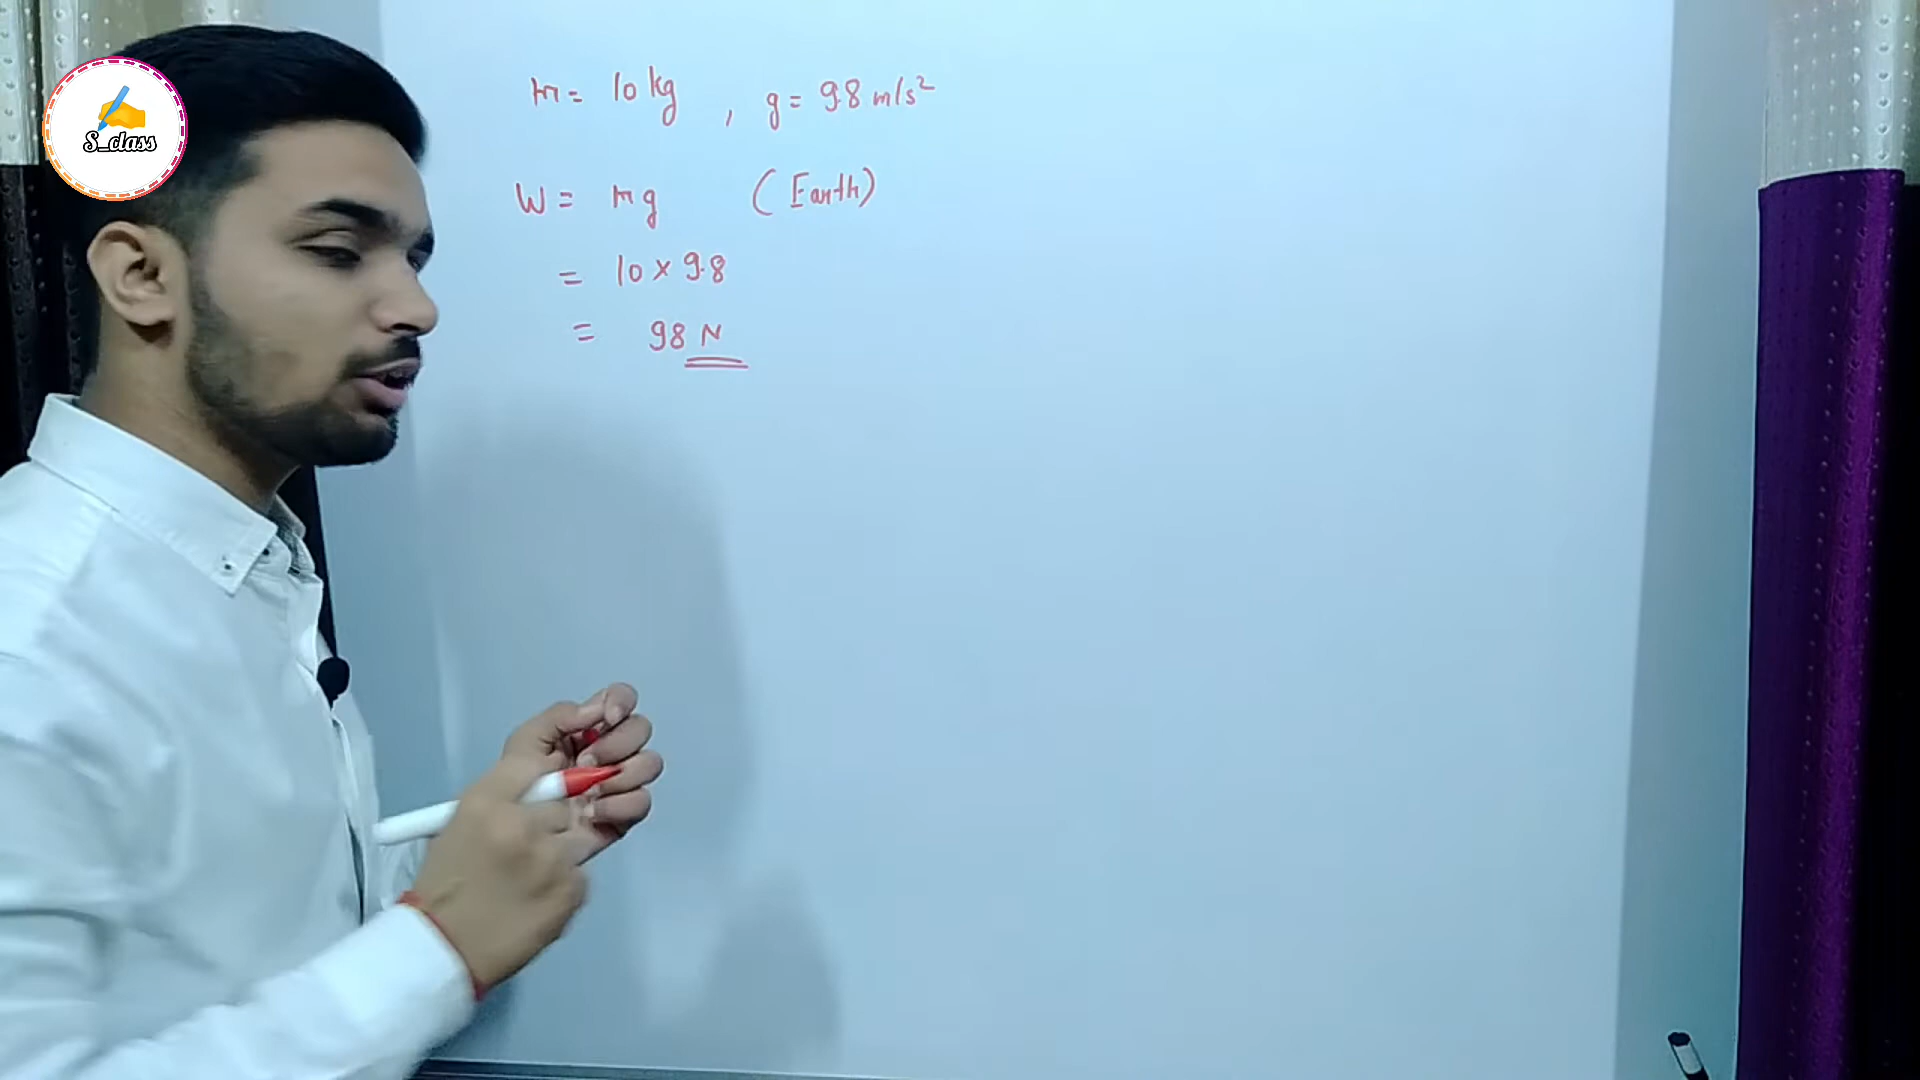 S_class
m = 10 kg , g = 9.8 m/s²
W = mg (Earth)
= 10 × 9.8
= 98 N